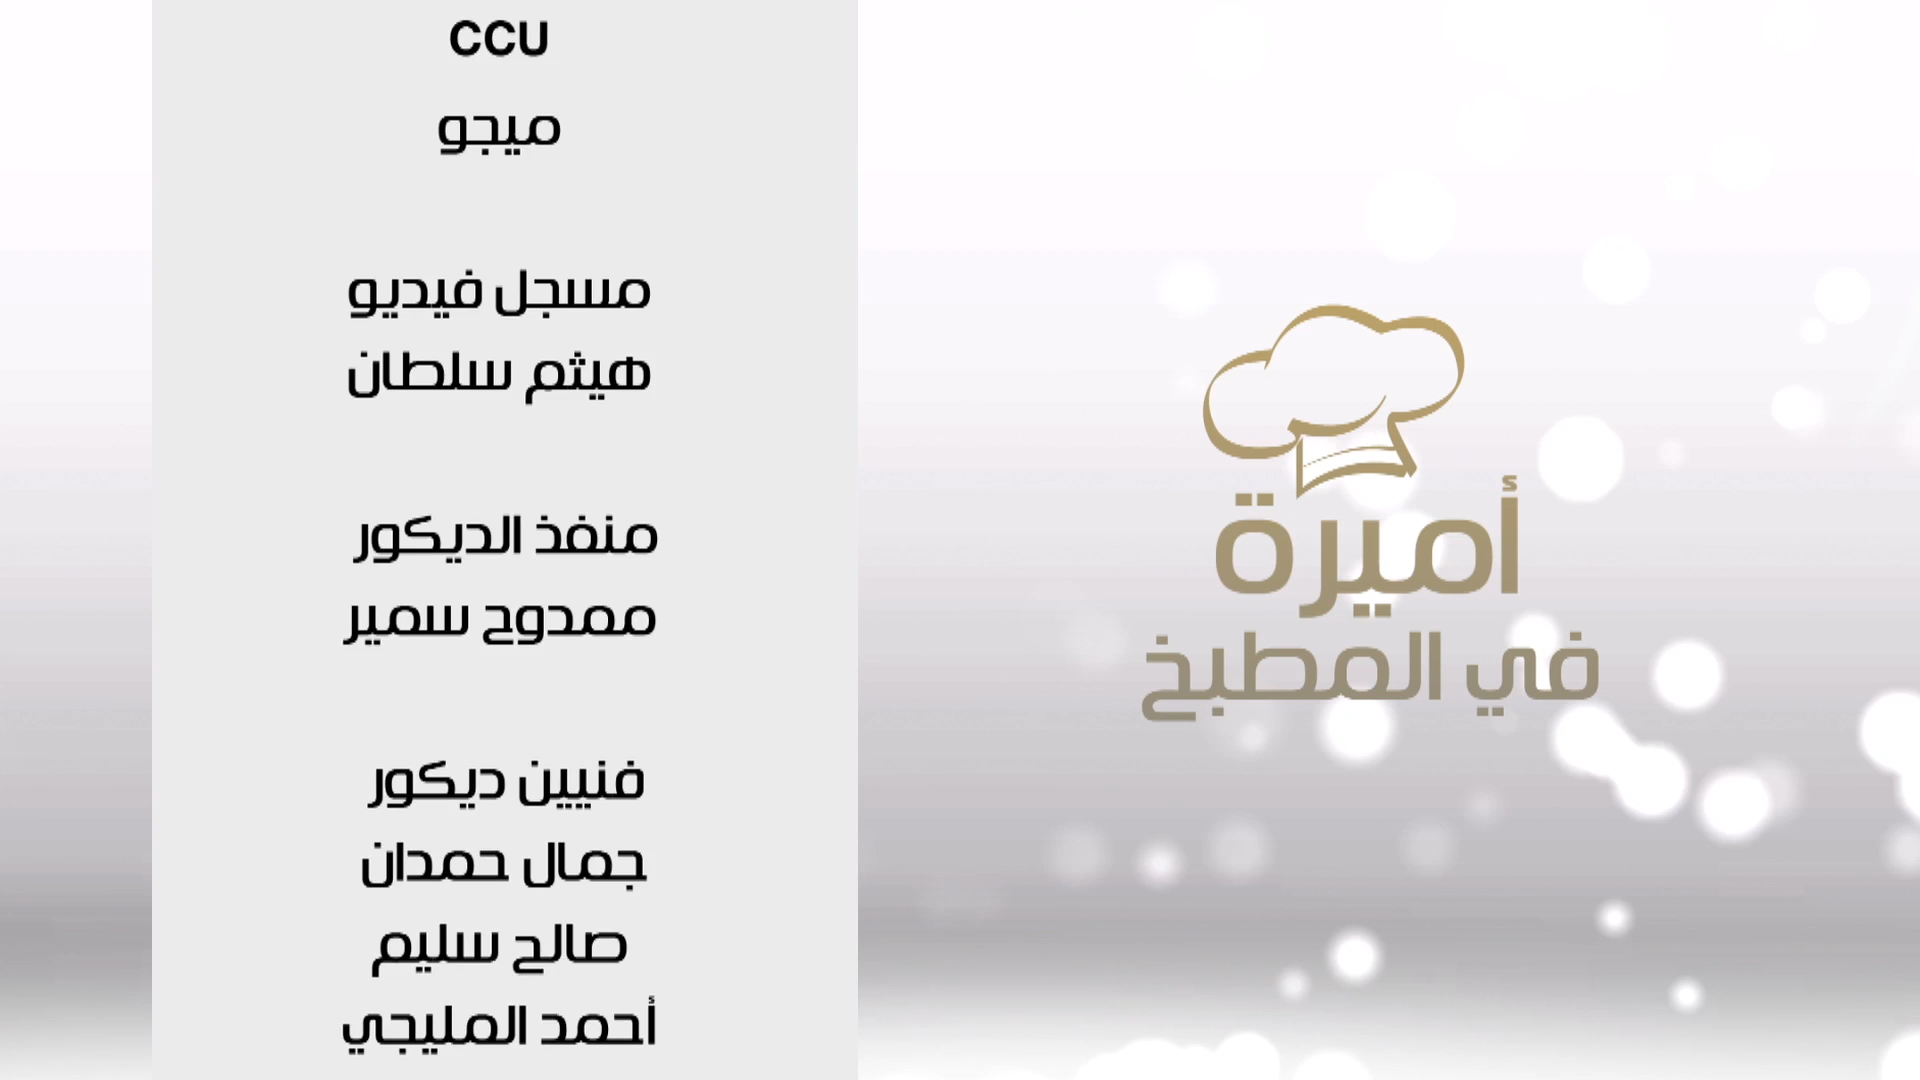 CCU
ميجو
مسجل فيديو
هيثم سلطان
منفذ الديكور
ممدوح سمير
فنيين ديكور
جمال حمدان
صالح سليم
أحمد المليجي
أميرة
في المطبخ